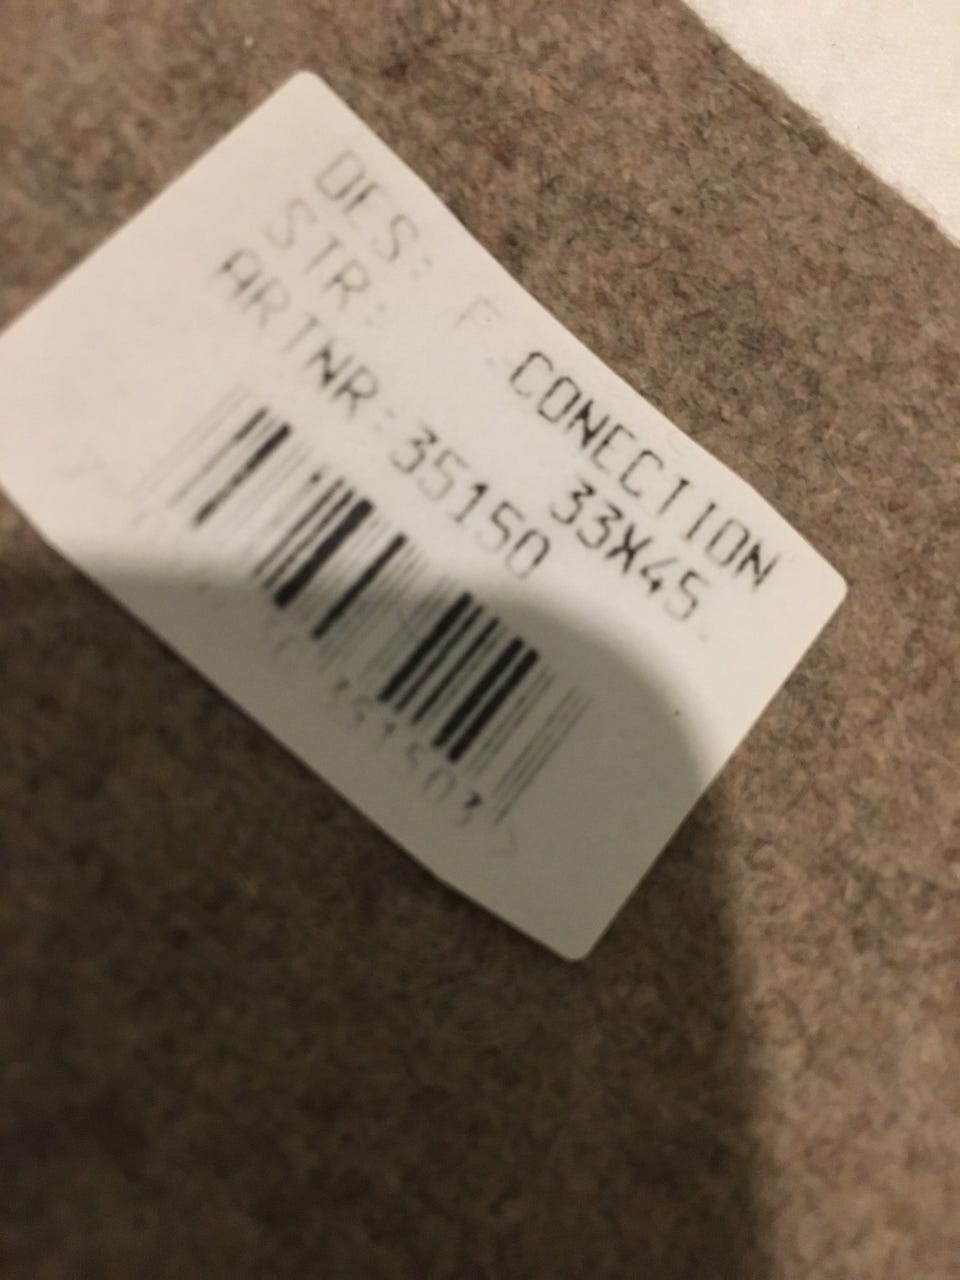 DES: F. CONECTION
STR: 33X45
ARTNR: 35150